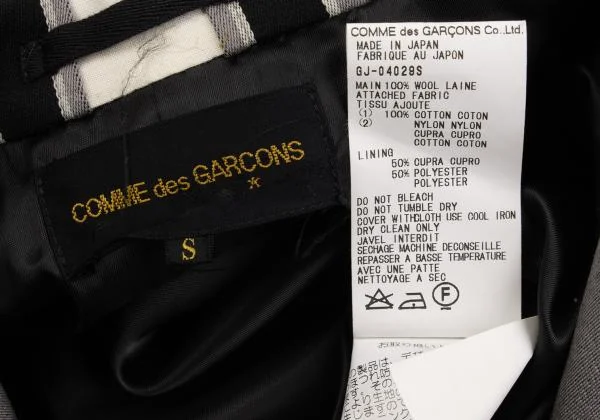 COMME des GARCONS
S
COMME des GARÇONS Co.,Ltd.
MADE IN JAPAN
FABRIQUE AU JAPON
GJ-04029S
MAIN 100% WOOL LAINE
ATTACHED FABRIC
TISSU AJOUTE
(1) 100% COTTON COTON
(2) NYLON NYLON
CUPRA CUPRO
COTTON COTON
LINING
50% CUPRA CUPRO
50% POLYESTER
POLYESTER
DO NOT BLEACH
DO NOT TUMBLE DRY
COVER WITHCLOTH USE COOL IRON
DRY CLEAN ONLY
JAVEL INTERDIT
SECHAGE MACHINE DECONSEILLE
REPASSER A BASSE TEMPERATURE
AVEC UNE PATTE
NETTOYAGE A SEC
F